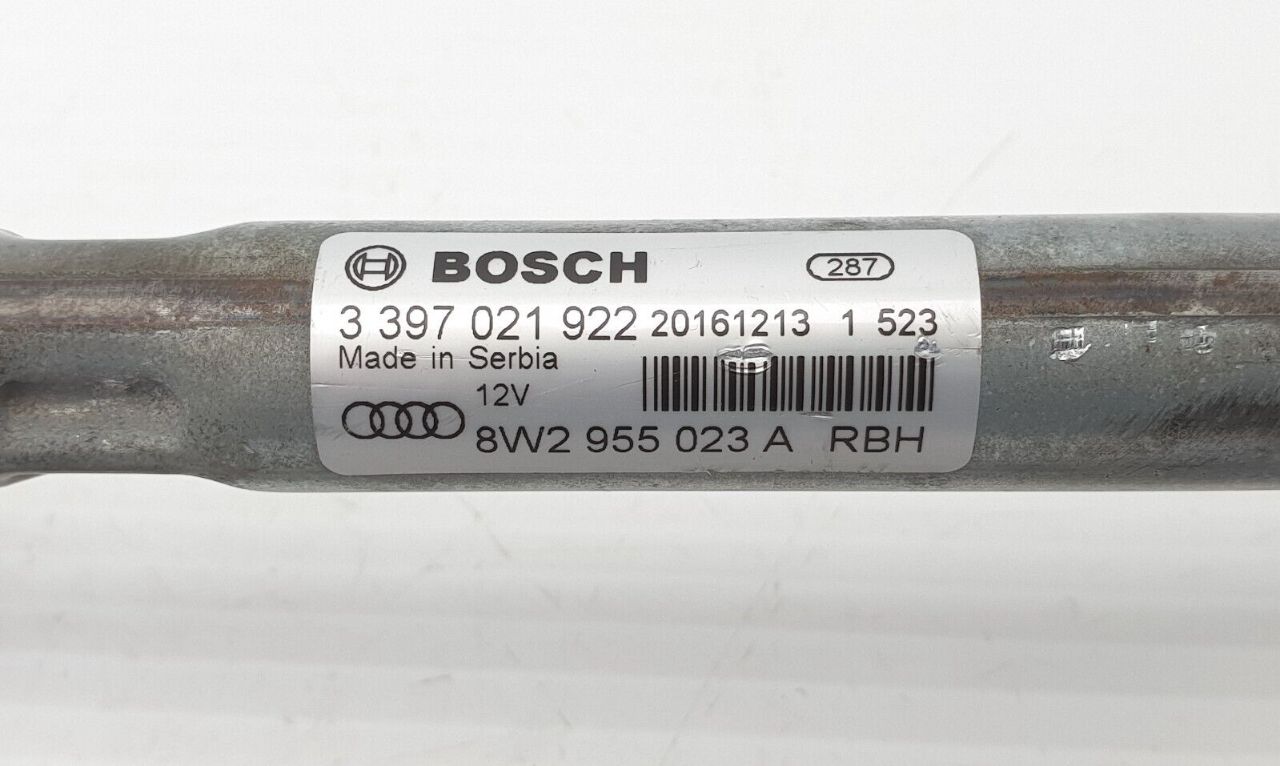 BOSCH 287
3 397 021 922 20161213 1 523
Made in Serbia
12V
8W2 955 023 A RBH